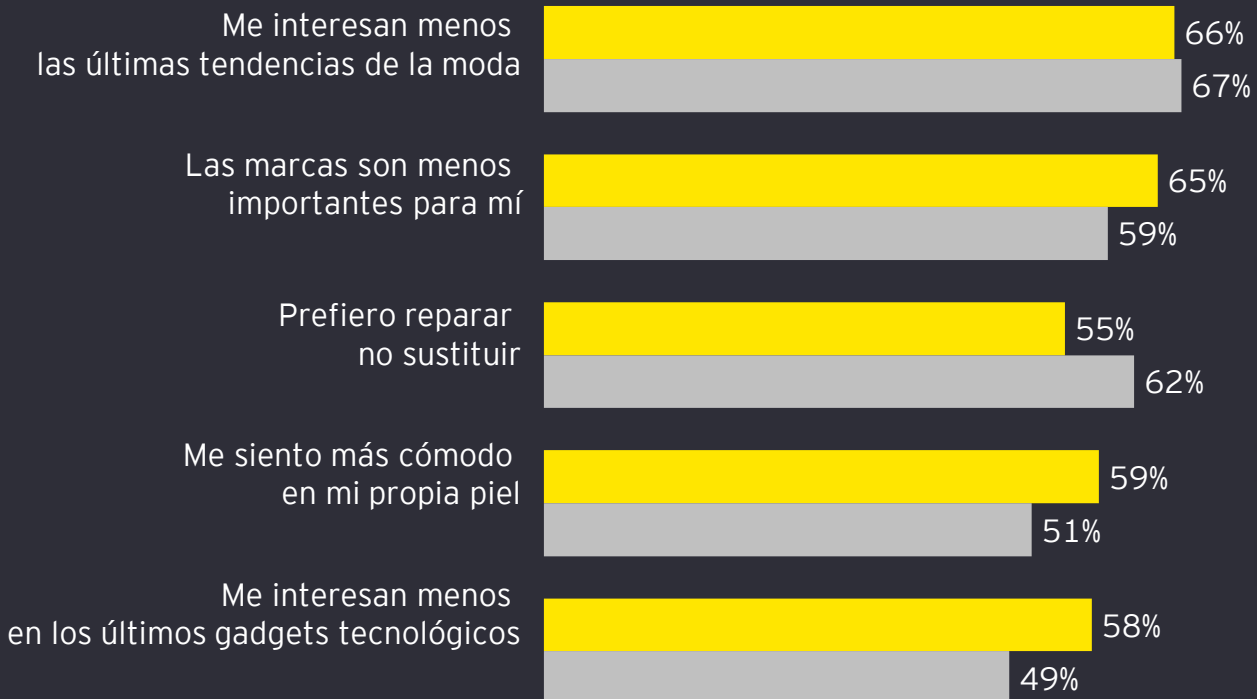 Me interesan menos
las últimas tendencias de la moda
66%
67%
Las marcas son menos
importantes para mí
65%
59%
Prefiero reparar
no sustituir
55%
62%
Me siento más cómodo
en mi propia piel
59%
51%
Me interesan menos
en los últimos gadgets tecnológicos
58%
49%